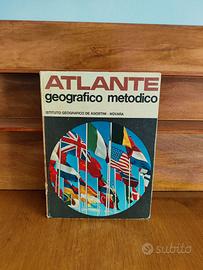 ATLANTE
geografico metodico
ISTITUTO GEOGRAFICO DE AGOSTINI - NOVARA
subito